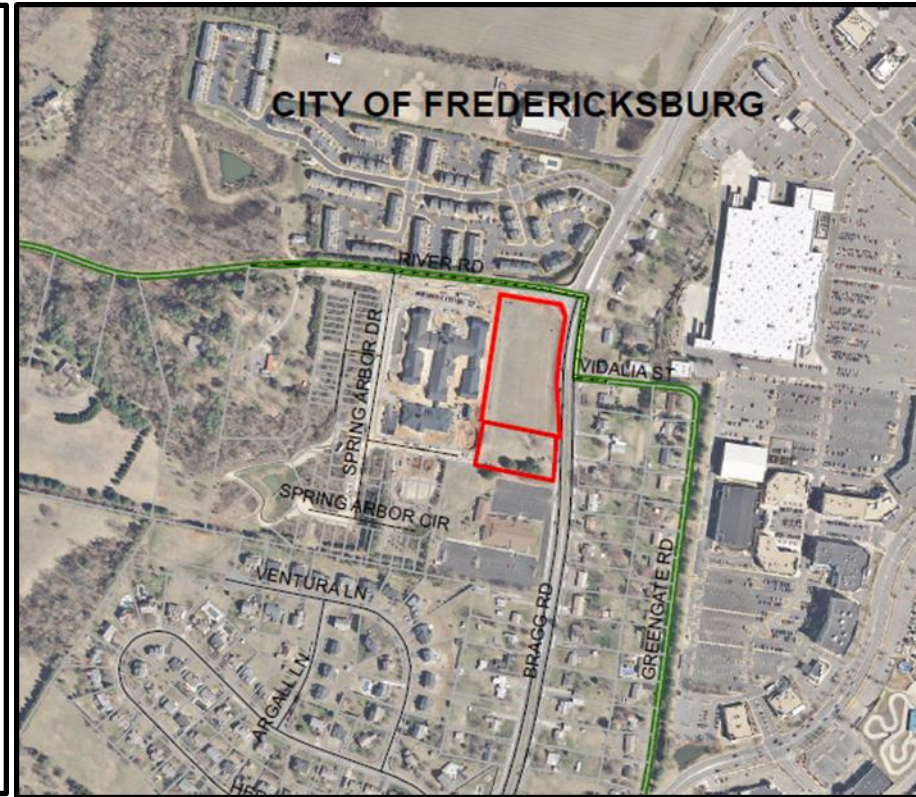 CITY OF FREDERICKSBURG
RIVER RD
SPRING ARBOR DR
VIDALIA ST
SPRING ARBOR CIR
VENTURA LN
ARGALL LN
BRAGG RD
GREENGATE RD